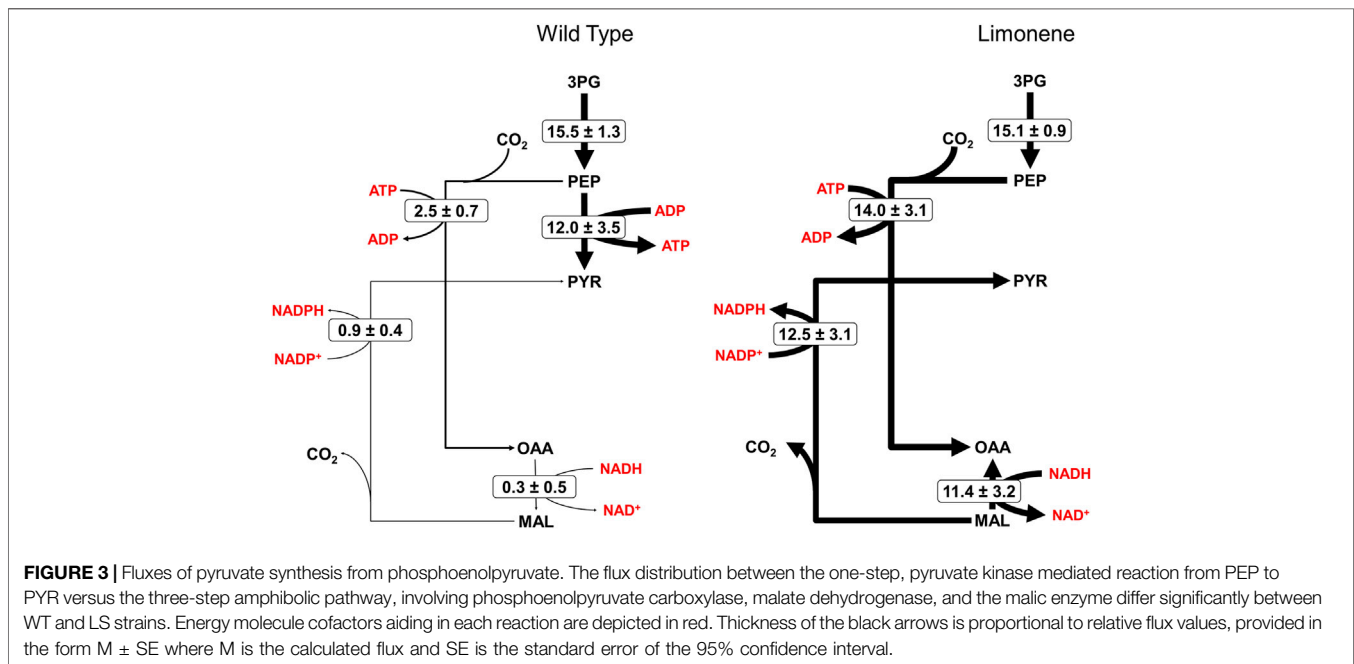 Wild Type
3PG
15.5 ± 1.3
CO₂
PEP
ATP
2.5 ± 0.7
ADP
ADP
12.0 ± 3.5
ATP
PYR
NADPH
0.9 ± 0.4
NADP⁺
OAA
CO₂
NADH
0.3 ± 0.5
NAD⁺
MAL
Limonene
3PG
15.1 ± 0.9
CO₂
PEP
ATP
14.0 ± 3.1
ADP
PYR
NADPH
12.5 ± 3.1
NADP⁺
OAA
CO₂
NADH
11.4 ± 3.2
NAD⁺
MAL
FIGURE 3 | Fluxes of pyruvate synthesis from phosphoenolpyruvate. The flux distribution between the one-step, pyruvate kinase mediated reaction from PEP to
PYR versus the three-step amphibolic pathway, involving phosphoenolpyruvate carboxylase, malate dehydrogenase, and the malic enzyme differ significantly between
WT and LS strains. Energy molecule cofactors aiding in each reaction are depicted in red. Thickness of the black arrows is proportional to relative flux values, provided in
the form M ± SE where M is the calculated flux and SE is the standard error of the 95% confidence interval.